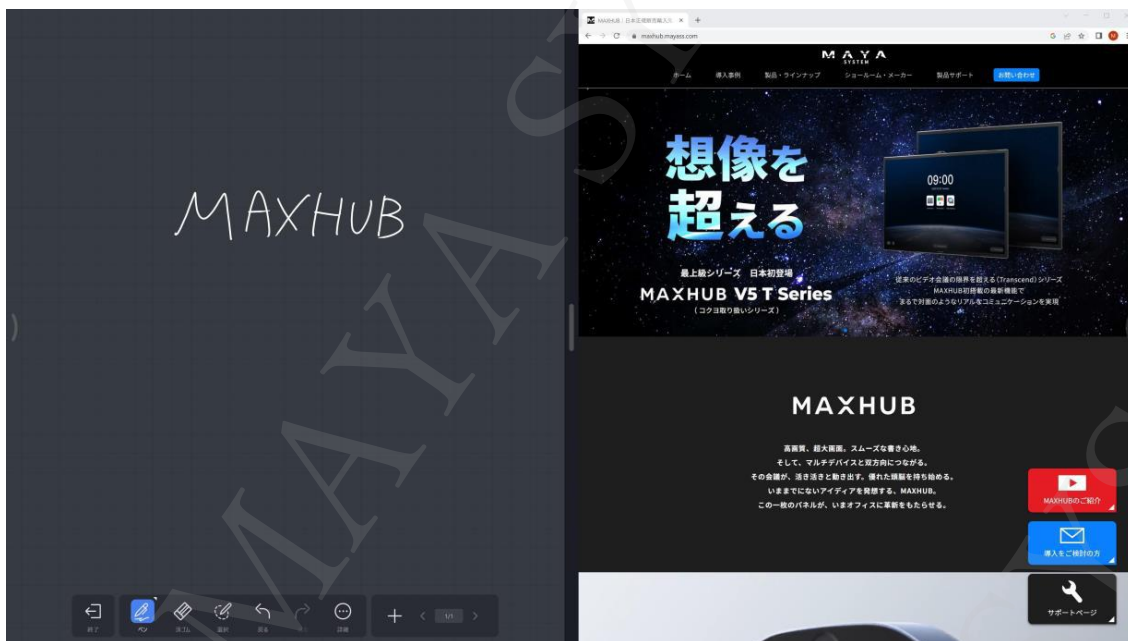 MAXHUB
終了
ペン
消しゴム
選択
戻る
詳細
1/1
MAXHUB | 日本正規販売輸入元
maxhub.mayass.com
MAYA
SYSTEM
ホーム 導入事例 製品・ラインナップ ショールーム・メーカー 製品サポート お問い合わせ
想像を
超える
09:00
最上級シリーズ 日本初登場
MAXHUB V5 T Series
(コクヨ取り扱いシリーズ)
従来のビデオ会議の限界を超える(Transcend)シリーズ
MAXHUB初搭載の最新機能で
まるで対面のようなリアルなコミュニケーションを実現
MAXHUB
高画質、超大画面、スムーズな書き心地。
そして、マルチデバイスと双方向につながる。
その会議が、活き活きと動き出す。優れた頭脳を持ち始める。
いままでにないアイディアを発想する、MAXHUB。
この一枚のパネルが、いまオフィスに革新をもたらせる。
MAXHUBのご紹介
導入をご検討の方
サポートページ
MAYASYS